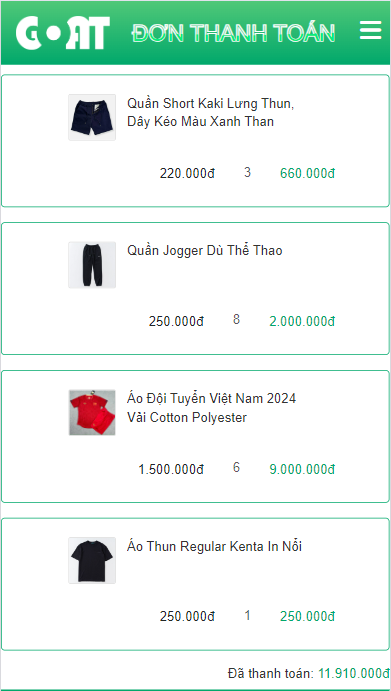 GOAT ĐƠN THANH TOÁN
Quần Short Kaki Lưng Thun,
Dây Kéo Màu Xanh Than
220.000đ 3 660.000đ
Quần Jogger Dù Thể Thao
250.000đ 8 2.000.000đ
Áo Đội Tuyển Việt Nam 2024
Vải Cotton Polyester
1.500.000đ 6 9.000.000đ
Áo Thun Regular Kenta In Nổi
250.000đ 1 250.000đ
Đã thanh toán: 11.910.000đ